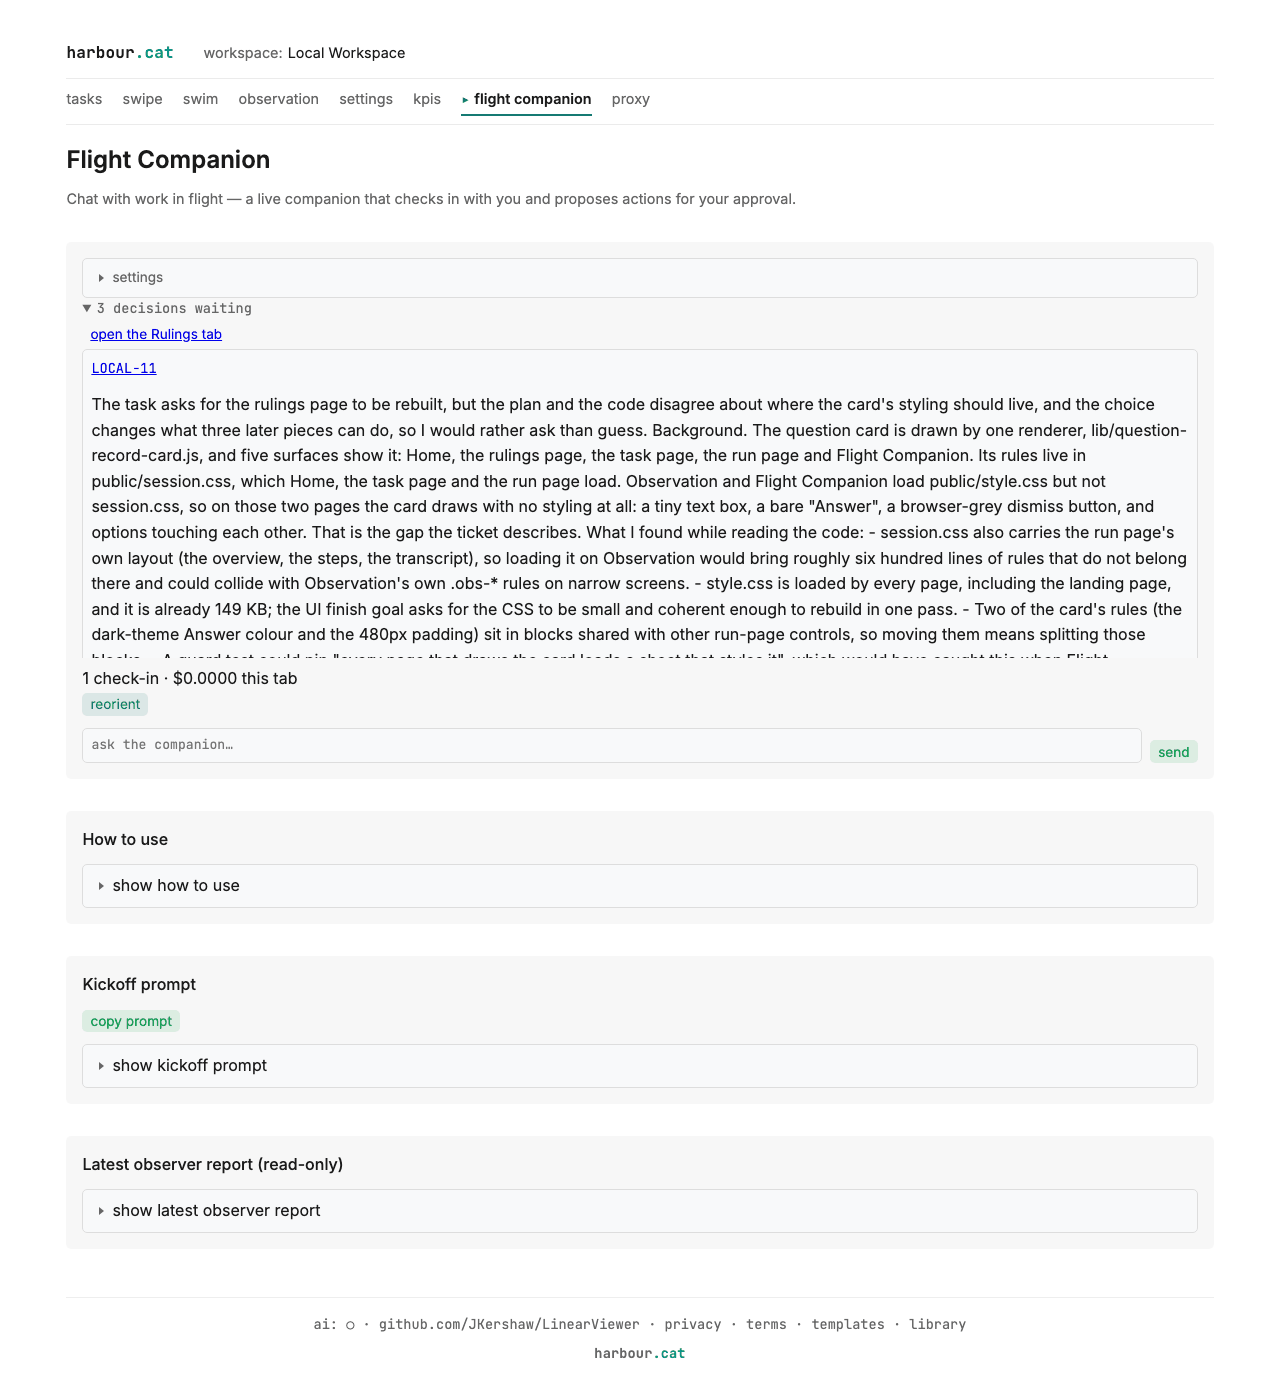 harbour.cat workspace: Local Workspace
tasks swipe swim observation settings kpis ▸ flight companion proxy
Flight Companion
Chat with work in flight — a live companion that checks in with you and proposes actions for your approval.
settings
3 decisions waiting
open the Rulings tab
LOCAL-11
The task asks for the rulings page to be rebuilt, but the plan and the code disagree about where the card's styling should live, and the choice
changes what three later pieces can do, so I would rather ask than guess. Background. The question card is drawn by one renderer, lib/question-
record-card.js, and five surfaces show it: Home, the rulings page, the task page, the run page and Flight Companion. Its rules live in
public/session.css, which Home, the task page and the run page load. Observation and Flight Companion load public/style.css but not
session.css, so on those two pages the card draws with no styling at all: a tiny text box, a bare "Answer", a browser-grey dismiss button, and
options touching each other. That is the gap the ticket describes. What I found while reading the code: - session.css also carries the run page's
own layout (the overview, the steps, the transcript), so loading it on Observation would bring roughly six hundred lines of rules that do not belong
there and could collide with Observation's own .obs-* rules on narrow screens. - style.css is loaded by every page, including the landing page,
and it is already 149 KB; the UI finish goal asks for the CSS to be small and coherent enough to rebuild in one pass. - Two of the card's rules (the
dark-theme Answer colour and the 480px padding) sit in blocks shared with other run-page controls, so moving them means splitting those
1 check-in · $0.0000 this tab
reorient
ask the companion…
send
How to use
show how to use
Kickoff prompt
copy prompt
show kickoff prompt
Latest observer report (read-only)
show latest observer report
ai: ○ · github.com/JKershaw/LinearViewer · privacy · terms · templates · library
harbour.cat